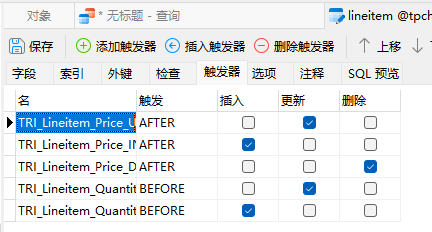 对象 * 无标题 - 查询 lineitem @tpch
保存 添加触发器 插入触发器 删除触发器 上移
字段 索引 外键 检查 触发器 选项 注释 SQL 预览
名 触发 插入 更新 删除
TRI_Lineitem_Price_U AFTER
TRI_Lineitem_Price_IN AFTER
TRI_Lineitem_Price_D AFTER
TRI_Lineitem_Quantit BEFORE
TRI_Lineitem_Quantit BEFORE